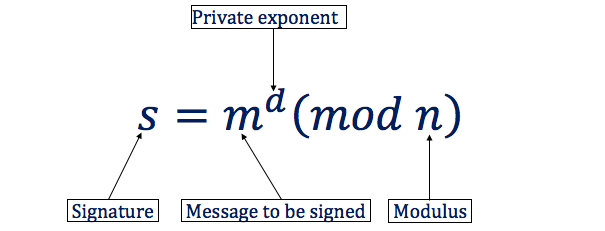 Private exponent
s = m^d (mod n)
Signature
Message to be signed
Modulus